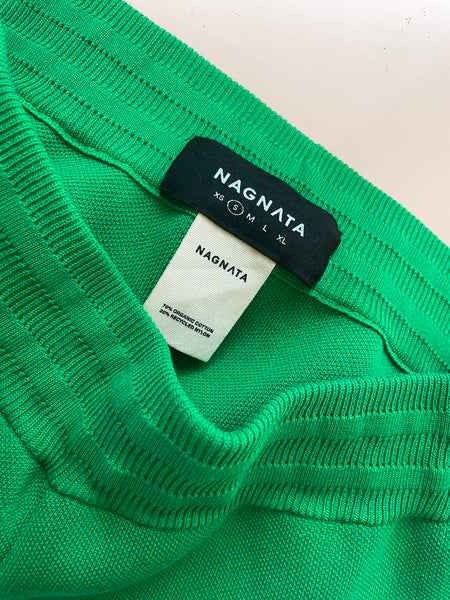 NAGNATA
XS S M L XL
NAGNATA
70% ORGANIC COTTON
30% RECYCLED NYLON